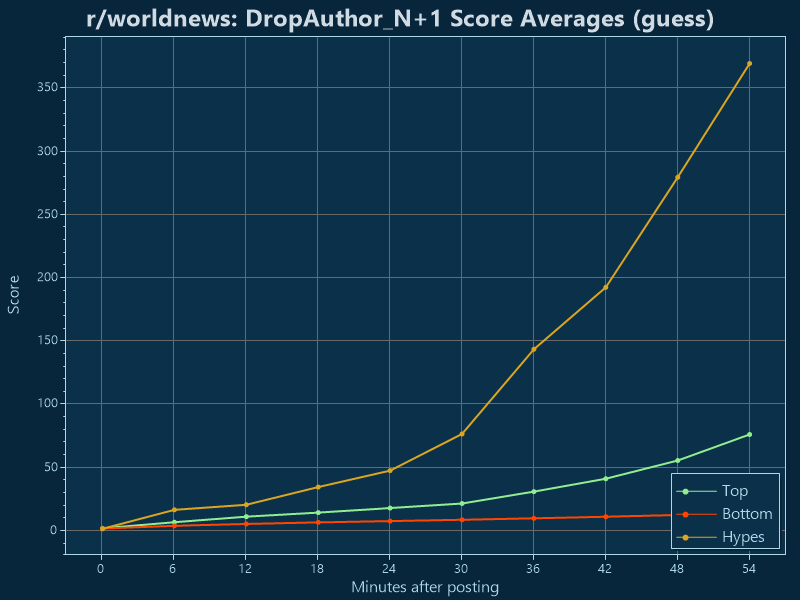 r/worldnews: DropAuthor_N+1 Score Averages (guess)
350
300
250
200
150
100
50
0
Score
0 6 12 18 24 30 36 42 48 54
Minutes after posting
Top
Bottom
Hypes